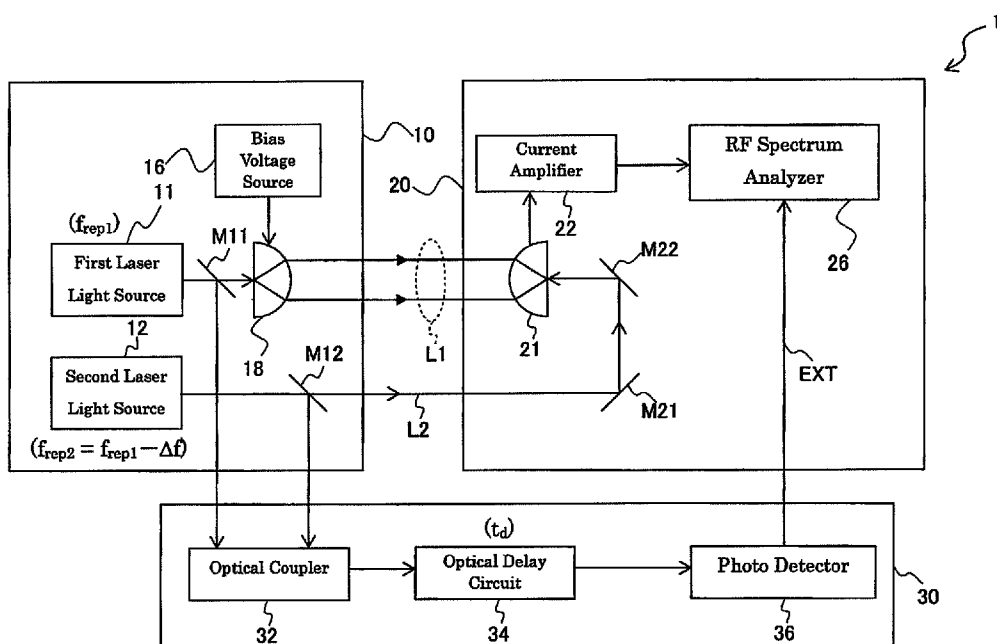 1
10
Bias
Voltage
Source
16
11
(f_rep1)
M11
First Laser
Light Source
12
18
Second Laser
Light Source
(f_rep2 = f_rep1 − Δf)
M12
L1
L2
20
Current
Amplifier
22
RF Spectrum
Analyzer
26
M22
21
M21
EXT
(t_d)
Optical Coupler
32
Optical Delay
Circuit
34
Photo Detector
36
30